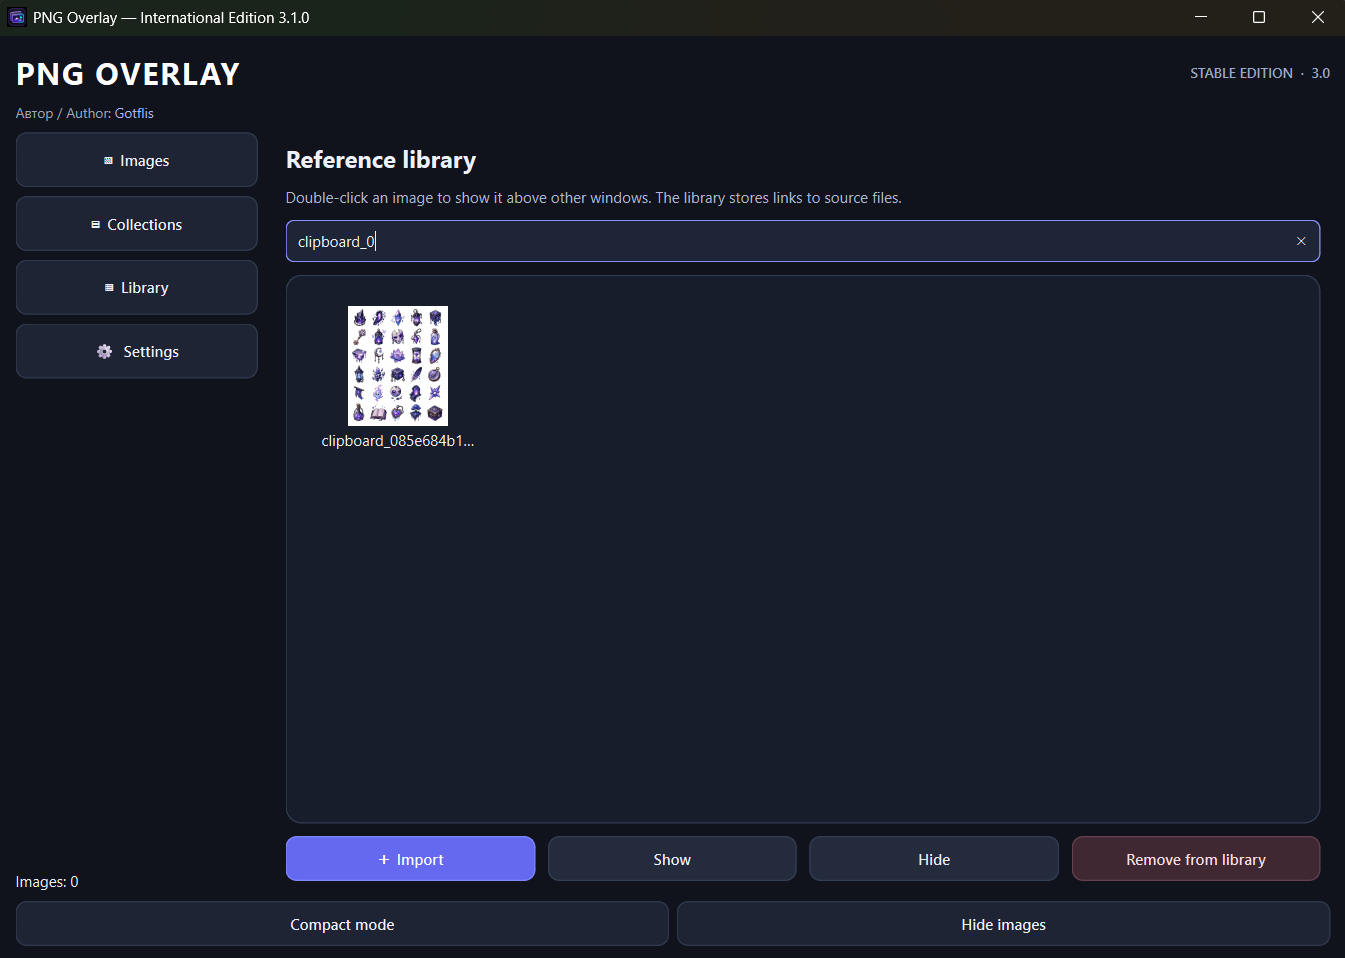 PNG Overlay — International Edition 3.1.0
PNG OVERLAY
STABLE EDITION · 3.0
Автор / Author: Gotflis
Images
Collections
Library
Settings
Reference library
Double-click an image to show it above other windows. The library stores links to source files.
clipboard_0
clipboard_085e684b1...
+ Import
Show
Hide
Remove from library
Images: 0
Compact mode
Hide images